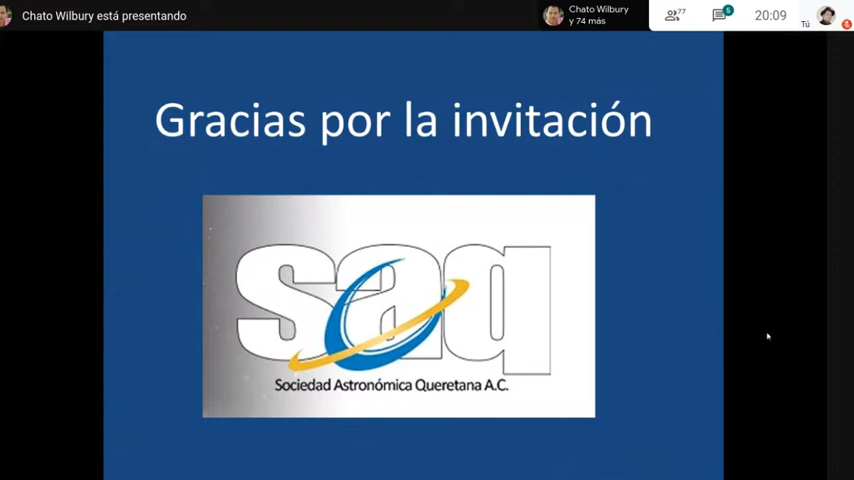 Chato Wilbury está presentando
Chato Wilbury
y 74 más
77
5
20:09
Tú
Gracias por la invitación
saq
Sociedad Astronómica Queretana A.C.